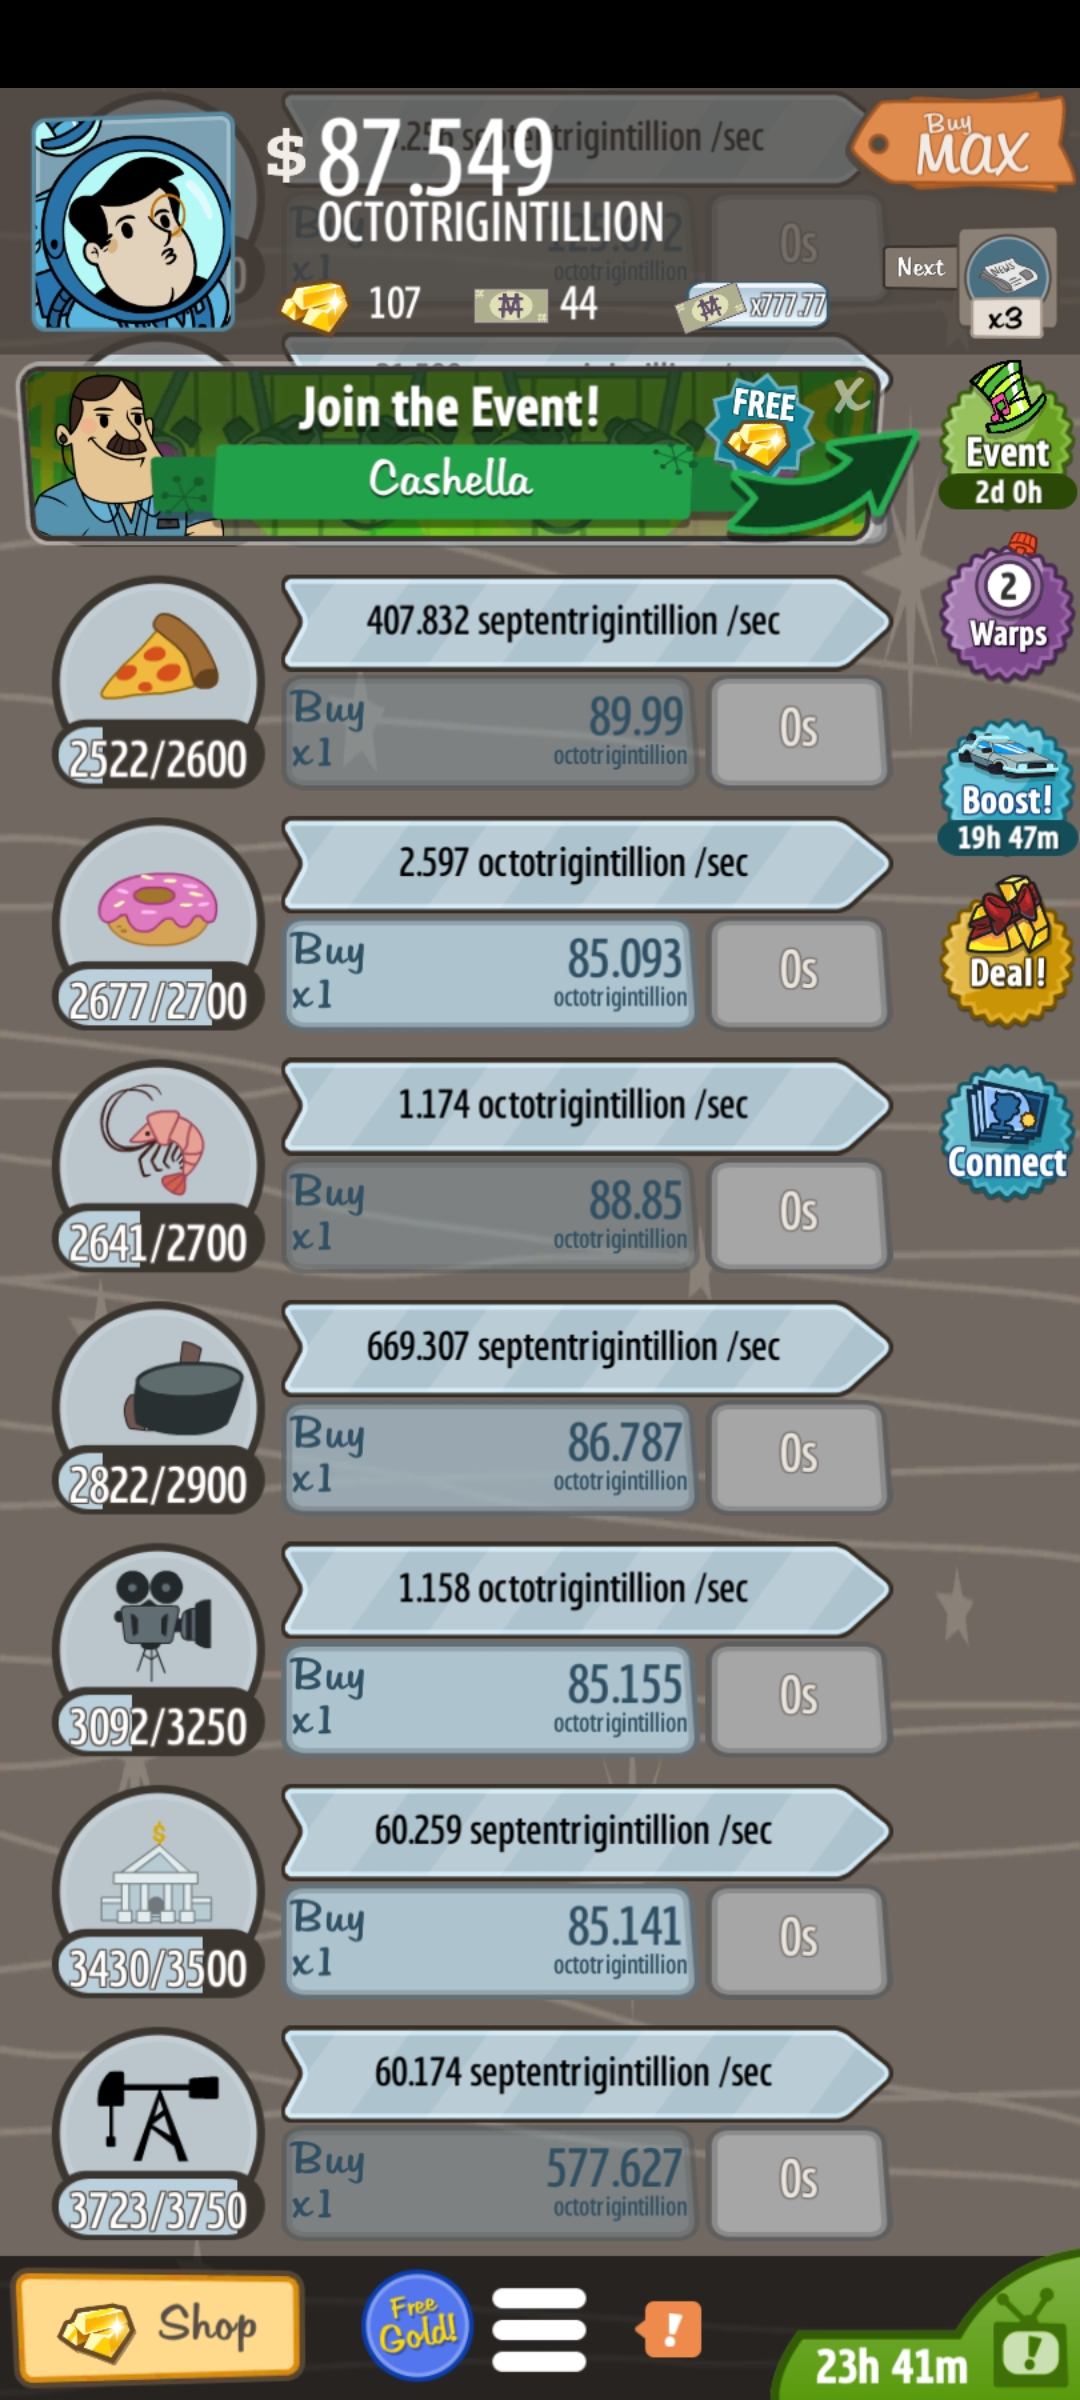 $ 87.549
OCTOTRIGINTILLION
107 44 x777.77
Buy
MAX
/sec
Buy
x1
octotrigintillion
0s
Next
NEWS
x3
Join the Event!
Cashella
FREE
X
Event
2d 0h
2
Warps
Boost!
19h 47m
Deal!
Connect
407.832 septentrigintillion /sec
Buy
x1
89.99
octotrigintillion
0s
2522/2600
2.597 octotrigintillion /sec
Buy
x1
85.093
octotrigintillion
0s
2677/2700
1.174 octotrigintillion /sec
Buy
x1
88.85
octotrigintillion
0s
2641/2700
669.307 septentrigintillion /sec
Buy
x1
86.787
octotrigintillion
0s
2822/2900
1.158 octotrigintillion /sec
Buy
x1
85.155
octotrigintillion
0s
3092/3250
60.259 septentrigintillion /sec
Buy
x1
85.141
octotrigintillion
0s
$
3430/3500
60.174 septentrigintillion /sec
Buy
x1
577.627
octotrigintillion
0s
3723/3750
Shop
Free
Gold!
!
23h 41m
!